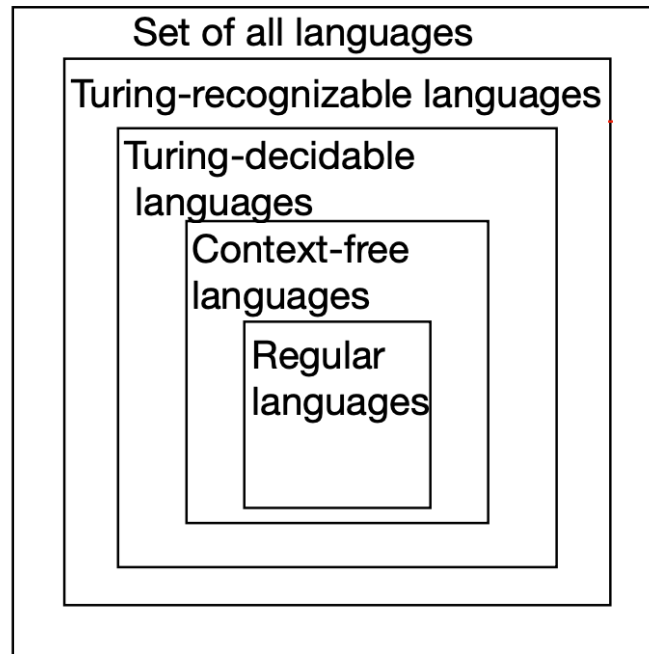 Set of all languages
Turing-recognizable languages
Turing-decidable
languages
Context-free
languages
Regular
languages